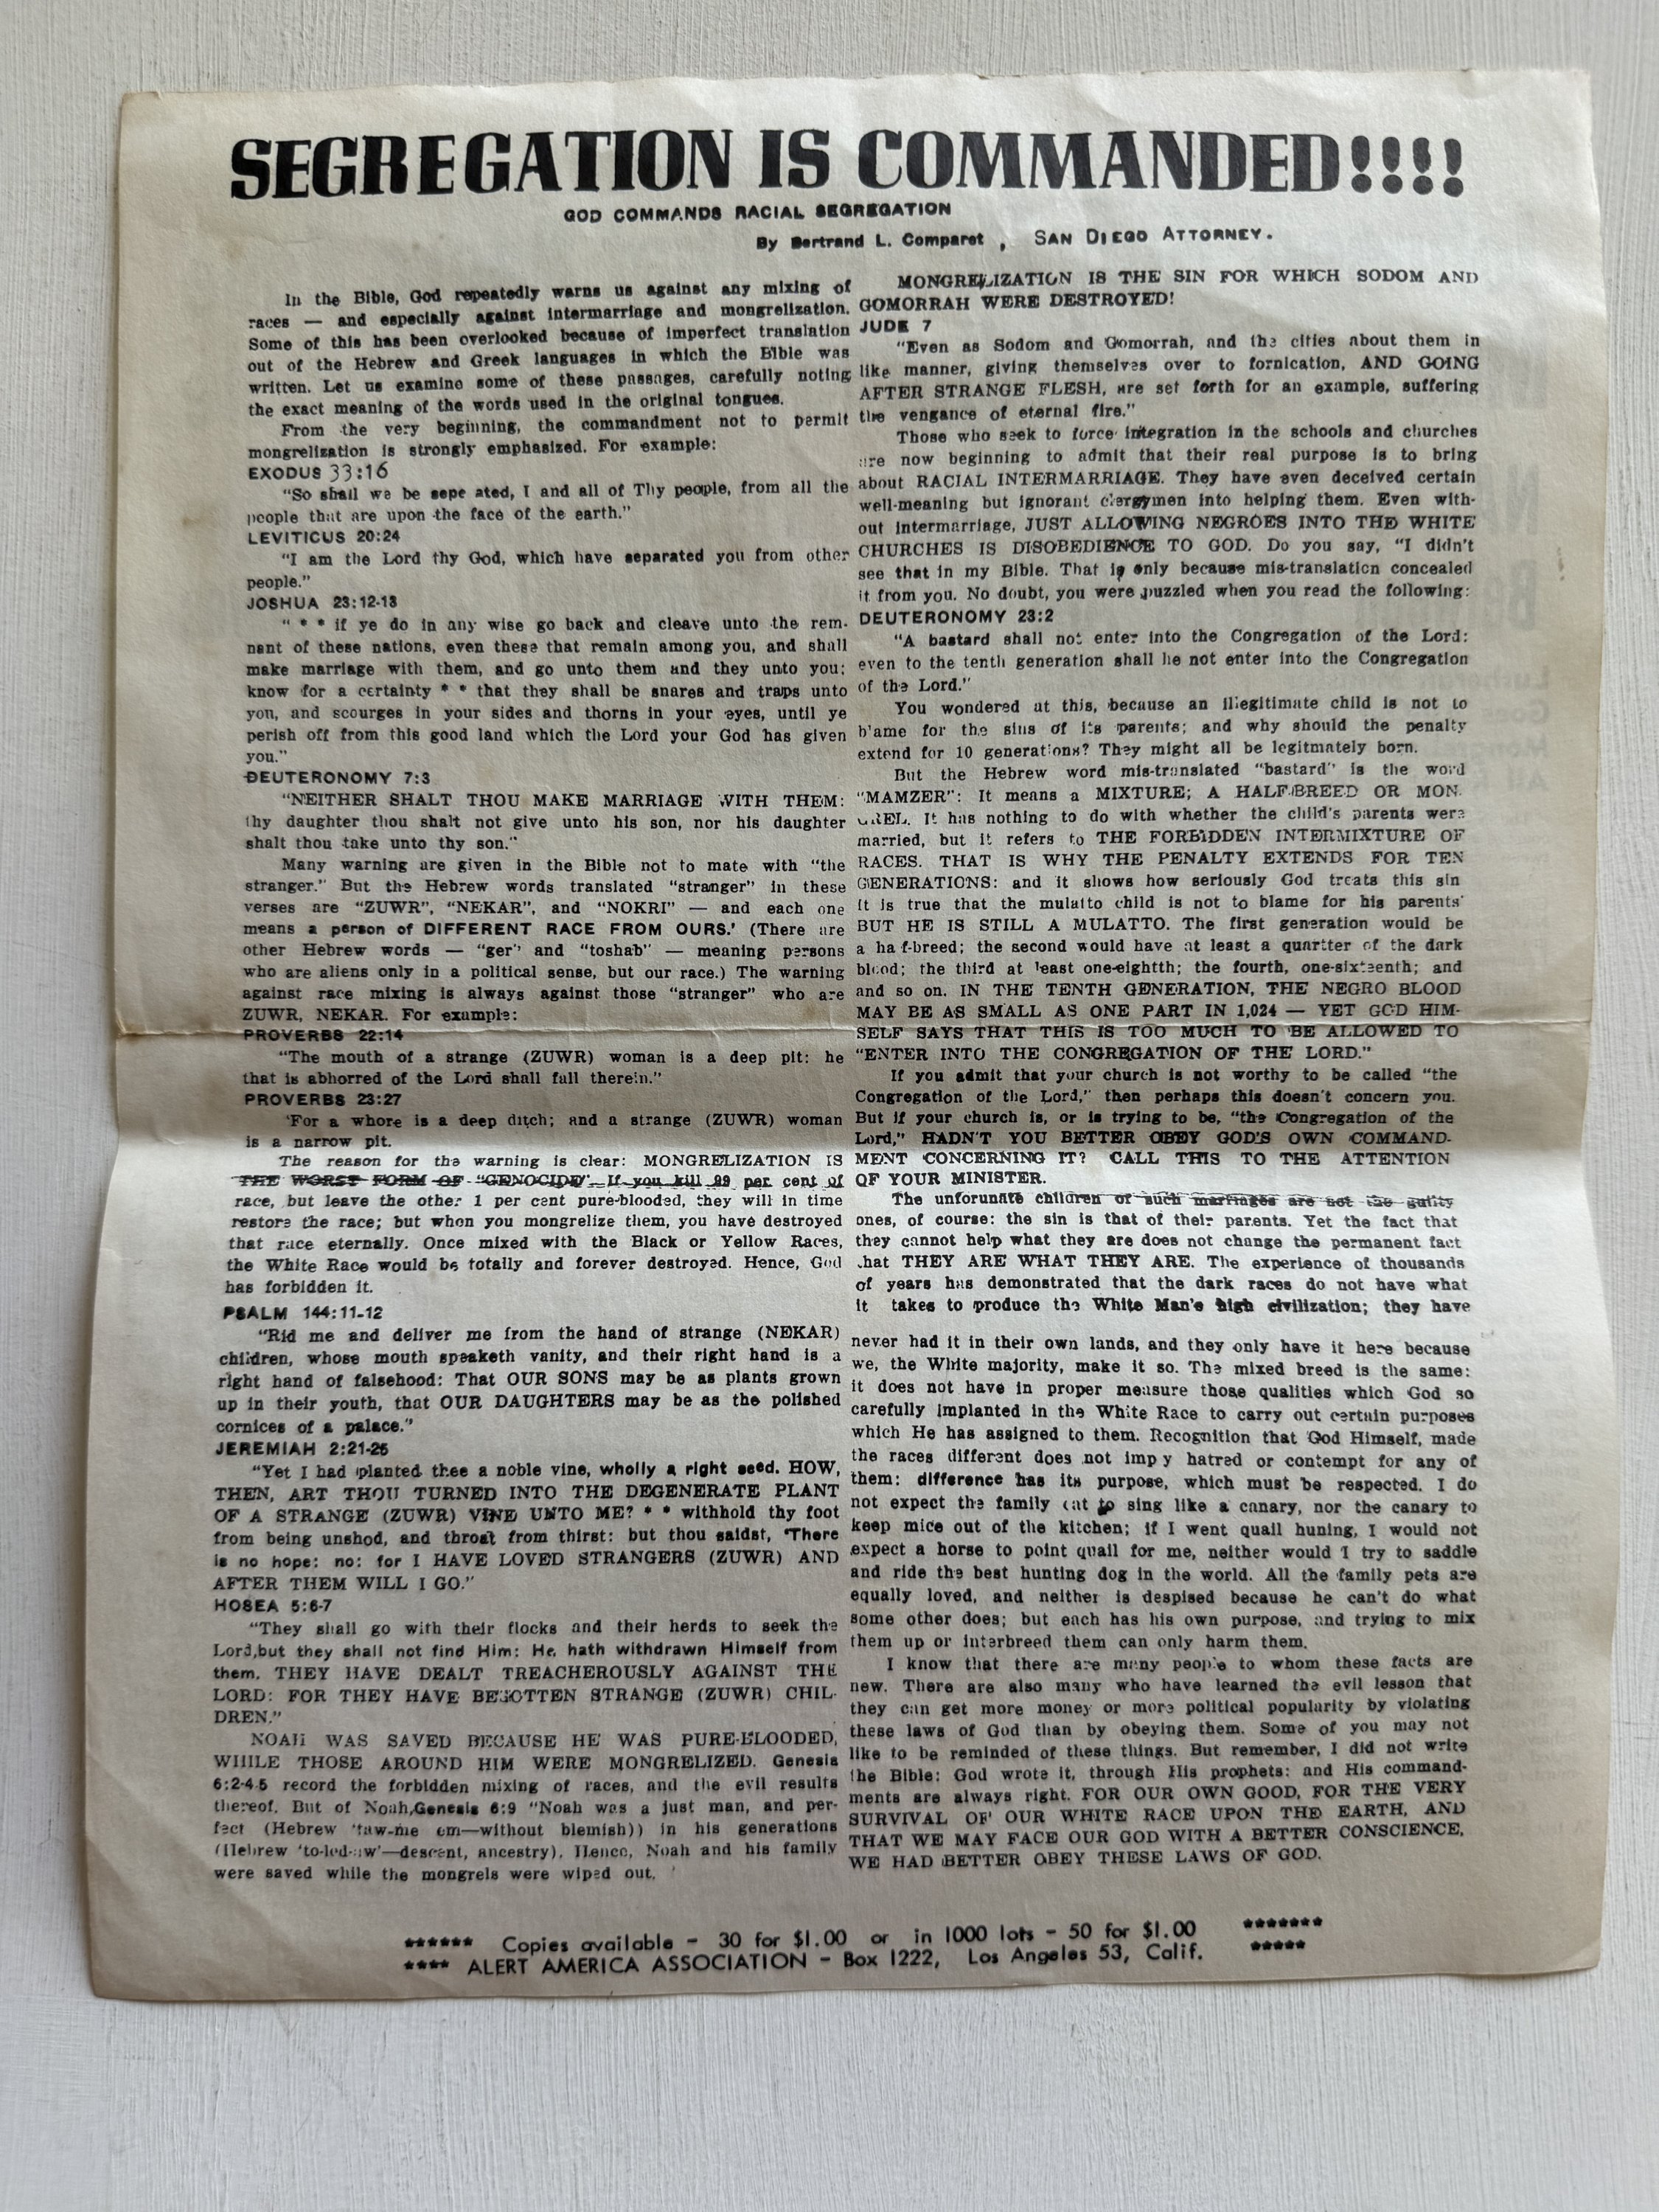 SEGREGATION IS COMMANDED!!!!
GOD COMMANDS RACIAL SEGREGATION
By Bertrand L. Comparet , SAN DIEGO ATTORNEY.
In the Bible, God repeatedly warns us against any mixing of
races — and especially against intermarriage and mongrelization.
Some of this has been overlooked because of imperfect translation
out of the Hebrew and Greek languages in which the Bible was
written. Let us examine some of these passages, carefully noting
the exact meaning of the words used in the original tongues.
From the very beginning, the commandment not to permit
mongrelization is strongly emphasized. For example:
EXODUS 33:16
"So shall we be sepe ated, I and all of Thy people, from all the
people that are upon the face of the earth."
LEVITICUS 20:24
"I am the Lord thy God, which have separated you from other
people."
JOSHUA 23:12-13
" * * if ye do in any wise go back and cleave unto the rem-
nant of these nations, even these that remain among you, and shall
make marriage with them, and go unto them and they unto you;
know for a certainty * * that they shall be snares and traps unto
you, and scourges in your sides and thorns in your eyes, until ye
perish off from this good land which the Lord your God has given
you."
DEUTERONOMY 7:3
"NEITHER SHALT THOU MAKE MARRIAGE WITH THEM:
thy daughter thou shalt not give unto his son, nor his daughter
shalt thou take unto thy son."
Many warning are given in the Bible not to mate with "the
stranger." But the Hebrew words translated "stranger" in these
verses are "ZUWR", "NEKAR", and "NOKRI" — and each one
means a person of DIFFERENT RACE FROM OURS.' (There are
other Hebrew words — "ger" and "toshab" — meaning persons
who are aliens only in a political sense, but our race.) The warning
against race mixing is always against those "stranger" who are
ZUWR, NEKAR. For example:
PROVERBS 22:14
"The mouth of a strange (ZUWR) woman is a deep pit: he
that is abhorred of the Lord shall fall therein."
PROVERBS 23:27
'For a whore is a deep ditch; and a strange (ZUWR) woman
is a narrow pit.
The reason for the warning is clear: MONGRELIZATION IS
THE WORST FORM OF "GENOCIDE". If you kill 99 per cent of
race, but leave the other 1 per cent pure-blooded, they will in time
restore the race; but when you mongrelize them, you have destroyed
that race eternally. Once mixed with the Black or Yellow Races,
the White Race would be totally and forever destroyed. Hence, God
has forbidden it.
PSALM 144:11-12
"Rid me and deliver me from the hand of strange (NEKAR)
children, whose mouth speaketh vanity, and their right hand is a
right hand of falsehood: That OUR SONS may be as plants grown
up in their youth, that OUR DAUGHTERS may be as the polished
cornices of a palace."
JEREMIAH 2:21-25
"Yet I had planted thee a noble vine, wholly a right seed. HOW,
THEN, ART THOU TURNED INTO THE DEGENERATE PLANT
OF A STRANGE (ZUWR) VINE UNTO ME? * * withhold thy foot
from being unshod, and throat from thirst: but thou saidst, 'There
is no hope: no: for I HAVE LOVED STRANGERS (ZUWR) AND
AFTER THEM WILL I GO."
HOSEA 5:6-7
"They shall go with their flocks and their herds to seek the
Lord,but they shall not find Him: He hath withdrawn Himself from
them. THEY HAVE DEALT TREACHEROUSLY AGAINST THE
LORD: FOR THEY HAVE BEGOTTEN STRANGE (ZUWR) CHIL-
DREN."
NOAH WAS SAVED BECAUSE HE WAS PURE-BLOODED,
WHILE THOSE AROUND HIM WERE MONGRELIZED. Genesis
6:2-4.5 record the forbidden mixing of races, and the evil results
thereof. But of Noah,Genesis 6:9 "Noah was a just man, and per-
fect (Hebrew 'taw-me em—without blemish)) in his generations
(Hebrew 'to-led-aw'—descent, ancestry). Hence, Noah and his family
were saved while the mongrels were wiped out.
MONGRELIZATION IS THE SIN FOR WHICH SODOM AND
GOMORRAH WERE DESTROYED!
JUDE 7
"Even as Sodom and Gomorrah, and the cities about them in
like manner, giving themselves over to fornication, AND GOING
AFTER STRANGE FLESH, are set forth for an example, suffering
the vengance of eternal fire."
Those who seek to force integration in the schools and churches
are now beginning to admit that their real purpose is to bring
about RACIAL INTERMARRIAGE. They have even deceived certain
well-meaning but ignorant clergymen into helping them. Even with-
out intermarriage, JUST ALLOWING NEGROES INTO THE WHITE
CHURCHES IS DISOBEDIENCE TO GOD. Do you say, "I didn't
see that in my Bible. That is only because mis-translation concealed
it from you. No doubt, you were puzzled when you read the following:
DEUTERONOMY 23:2
"A bastard shall not enter into the Congregation of the Lord:
even to the tenth generation shall he not enter into the Congregation
of the Lord."
You wondered at this, because an illegitimate child is not to
b'ame for the sins of its parents; and why should the penalty
extend for 10 generations? They might all be legitmately born.
But the Hebrew word mis-translated "bastard" is the word
"MAMZER": It means a MIXTURE; A HALF-BREED OR MON-
GREL. It has nothing to do with whether the child's parents were
married, but it refers to THE FORBIDDEN INTERMIXTURE OF
RACES. THAT IS WHY THE PENALTY EXTENDS FOR TEN
GENERATIONS: and it shows how seriously God treats this sin
It is true that the mulatto child is not to blame for his parents'
BUT HE IS STILL A MULATTO. The first generation would be
a ha f-breed; the second would have at least a quartter of the dark
blood; the third at least one-eightth; the fourth, one-sixteenth; and
and so on. IN THE TENTH GENERATION, THE NEGRO BLOOD
MAY BE AS SMALL AS ONE PART IN 1,024 — YET GOD HIM-
SELF SAYS THAT THIS IS TOO MUCH TO BE ALLOWED TO
"ENTER INTO THE CONGREGATION OF THE LORD."
If you admit that your church is not worthy to be called "the
Congregation of the Lord," then perhaps this doesn't concern you.
But if your church is, or is trying to be, "the Congregation of the
Lord," HADN'T YOU BETTER OBEY GOD'S OWN COMMAND-
MENT CONCERNING IT? CALL THIS TO THE ATTENTION
OF YOUR MINISTER.
The unforunate children of such marriages are not the guilty
ones, of course: the sin is that of their parents. Yet the fact that
they cannot help what they are does not change the permanent fact
that THEY ARE WHAT THEY ARE. The experience of thousands
of years has demonstrated that the dark races do not have what
it takes to produce the White Man's high civilization; they have
never had it in their own lands, and they only have it here because
we, the White majority, make it so. The mixed breed is the same:
it does not have in proper measure those qualities which God so
carefully implanted in the White Race to carry out certain purposes
which He has assigned to them. Recognition that God Himself, made
the races different does not imp y hatred or contempt for any of
them: difference has its purpose, which must be respected. I do
not expect the family cat to sing like a canary, nor the canary to
keep mice out of the kitchen; if I went quail huning, I would not
expect a horse to point quail for me, neither would I try to saddle
and ride the best hunting dog in the world. All the family pets are
equally loved, and neither is despised because he can't do what
some other does; but each has his own purpose, and trying to mix
them up or interbreed them can only harm them.
I know that there are many people to whom these facts are
new. There are also many who have learned the evil lesson that
they can get more money or more political popularity by violating
these laws of God than by obeying them. Some of you may not
like to be reminded of these things. But remember, I did not write
the Bible: God wrote it, through His prophets: and His command-
ments are always right. FOR OUR OWN GOOD, FOR THE VERY
SURVIVAL OF OUR WHITE RACE UPON THE EARTH, AND
THAT WE MAY FACE OUR GOD WITH A BETTER CONSCIENCE,
WE HAD BETTER OBEY THESE LAWS OF GOD.
****** Copies available - 30 for $1.00 or in 1000 lots - 50 for $1.00 *******
**** ALERT AMERICA ASSOCIATION - Box 1222, Los Angeles 53, Calif. *****